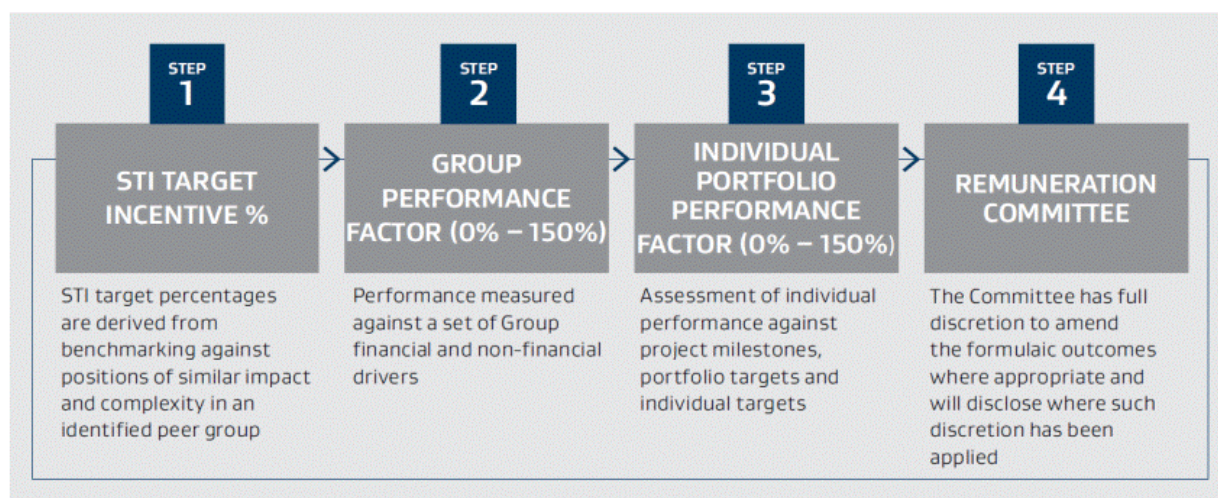 STEP
1
STI TARGET
INCENTIVE %
STI target percentages
are derived from
benchmarking against
positions of similar impact
and complexity in an
identified peer group
STEP
2
GROUP
PERFORMANCE
FACTOR (0% – 150%)
Performance measured
against a set of Group
financial and non-financial
drivers
STEP
3
INDIVIDUAL
PORTFOLIO
PERFORMANCE
FACTOR (0% – 150%)
Assessment of individual
performance against
project milestones,
portfolio targets and
individual targets
STEP
4
REMUNERATION
COMMITTEE
The Committee has full
discretion to amend
the formulaic outcomes
where appropriate and
will disclose where such
discretion has been
applied